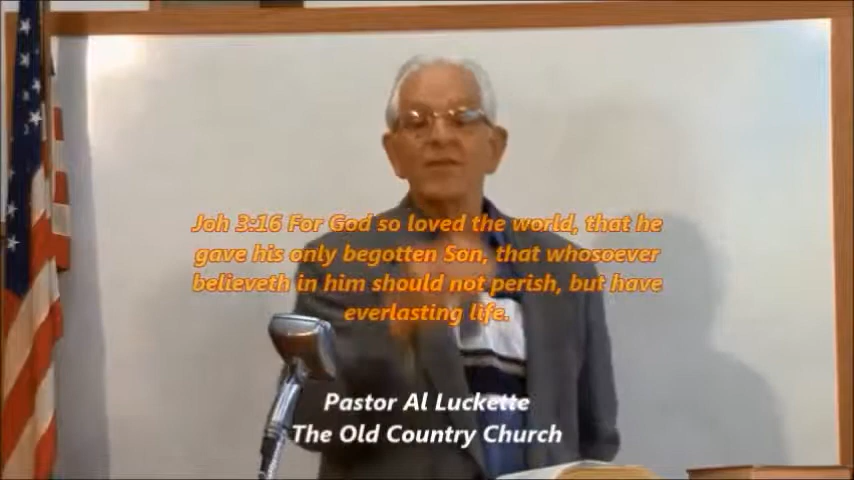 Joh 3:16 For God so loved the world, that he
gave his only begotten Son, that whosoever
believeth in him should not perish, but have
everlasting life.
Pastor Al Luckette
The Old Country Church